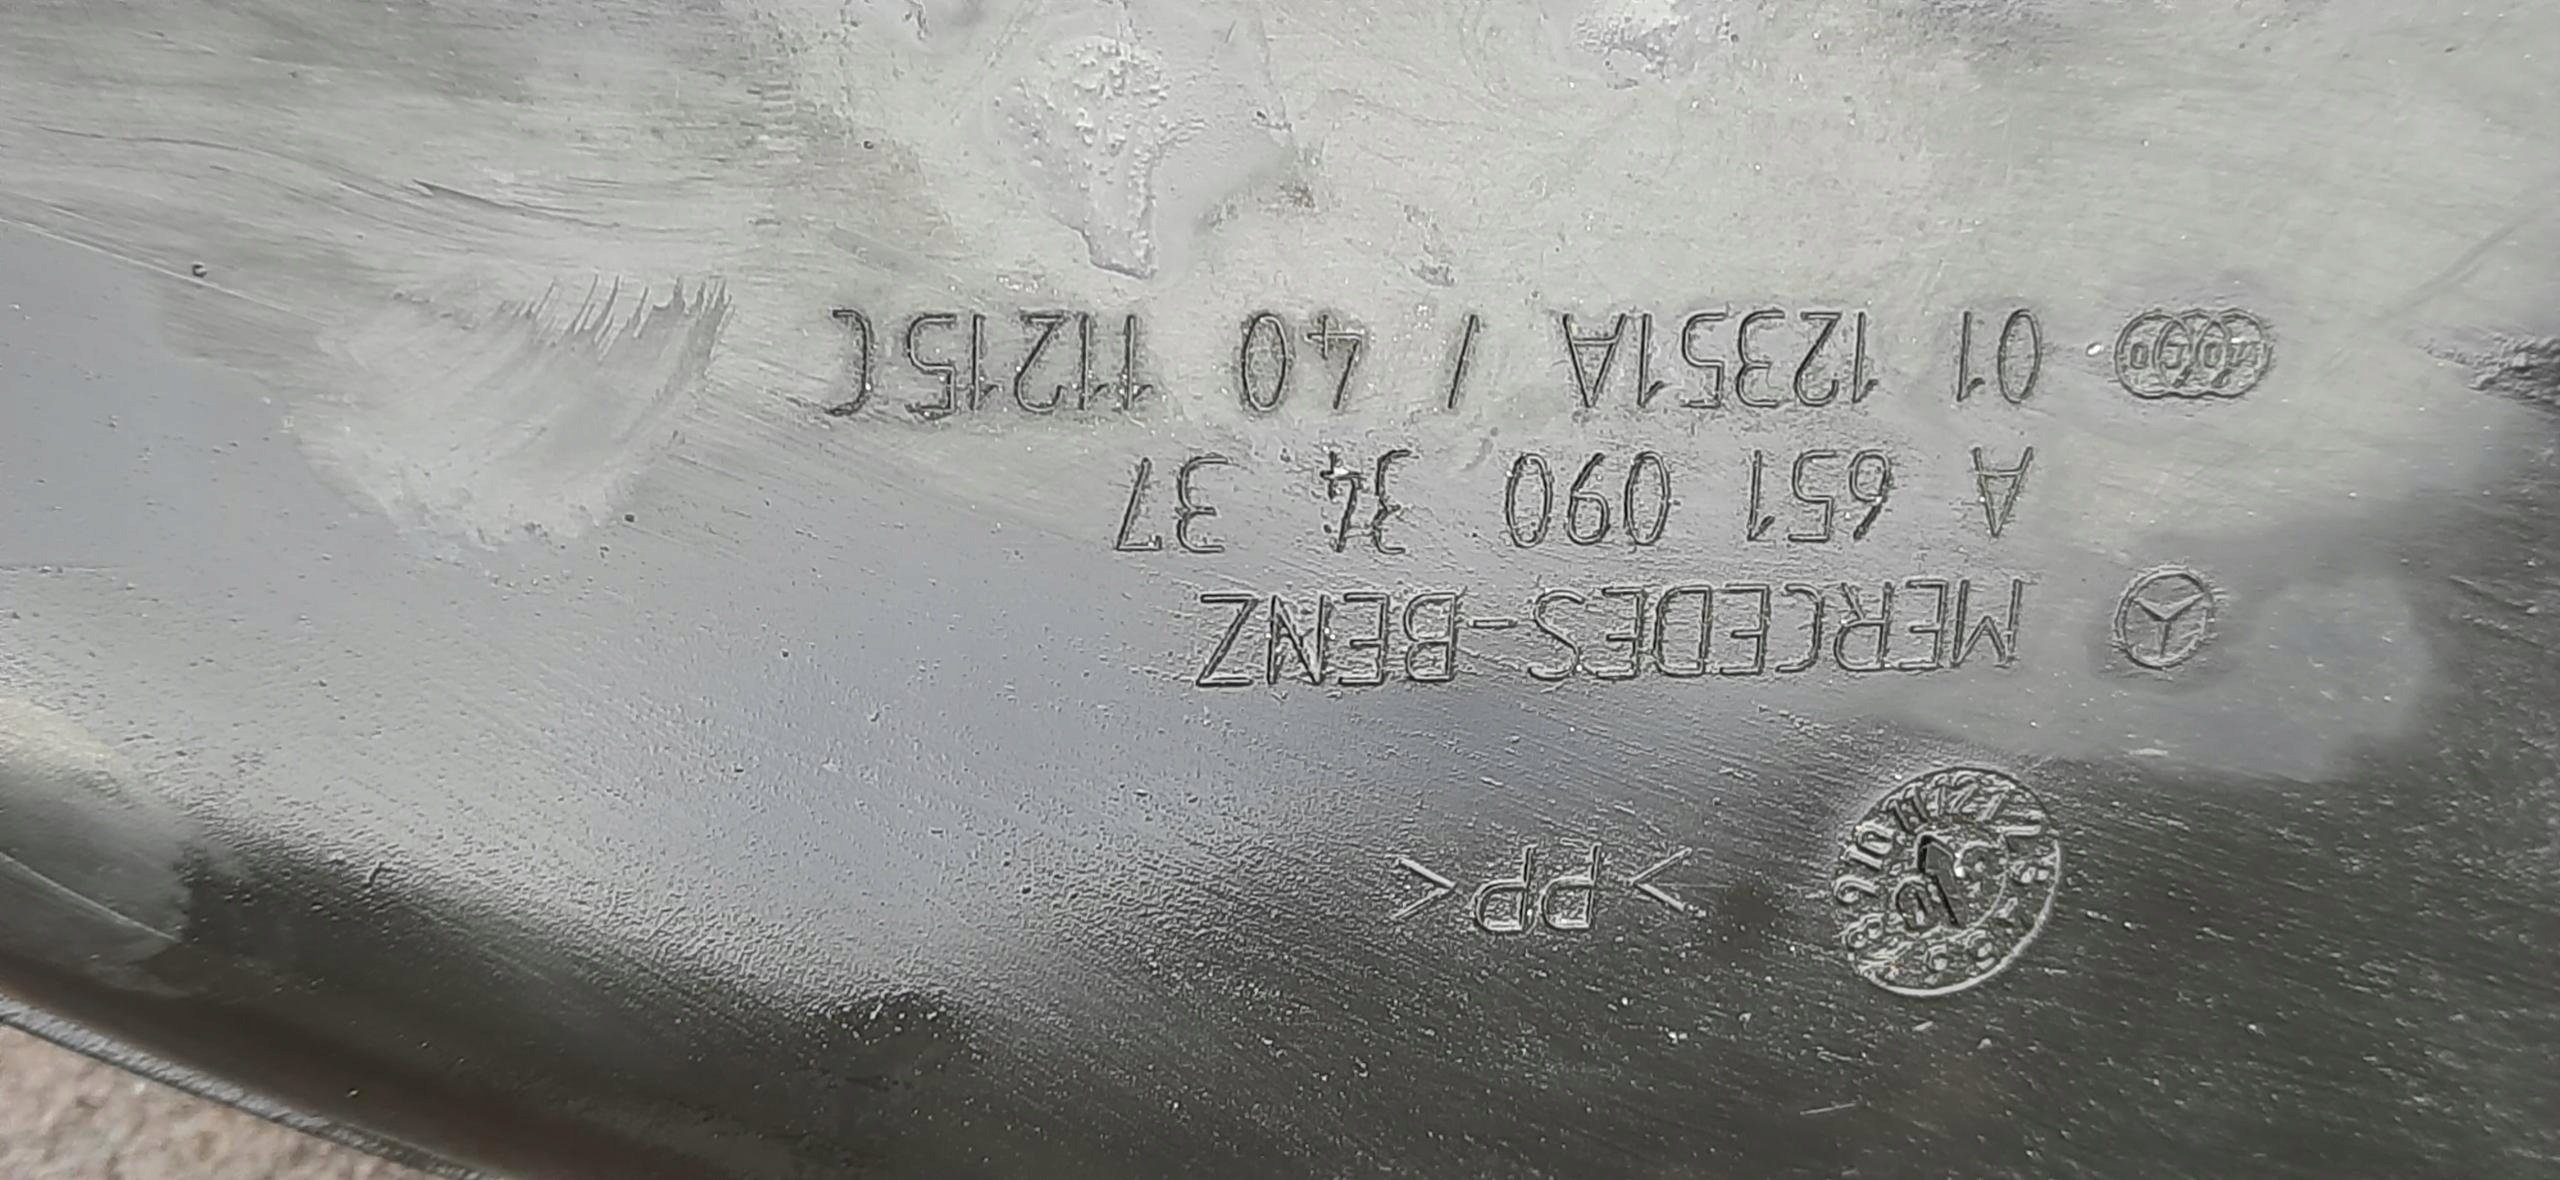 >PP<
MERCEDES-BENZ
A 651 090 34 37
01 12351A / 40 11215C